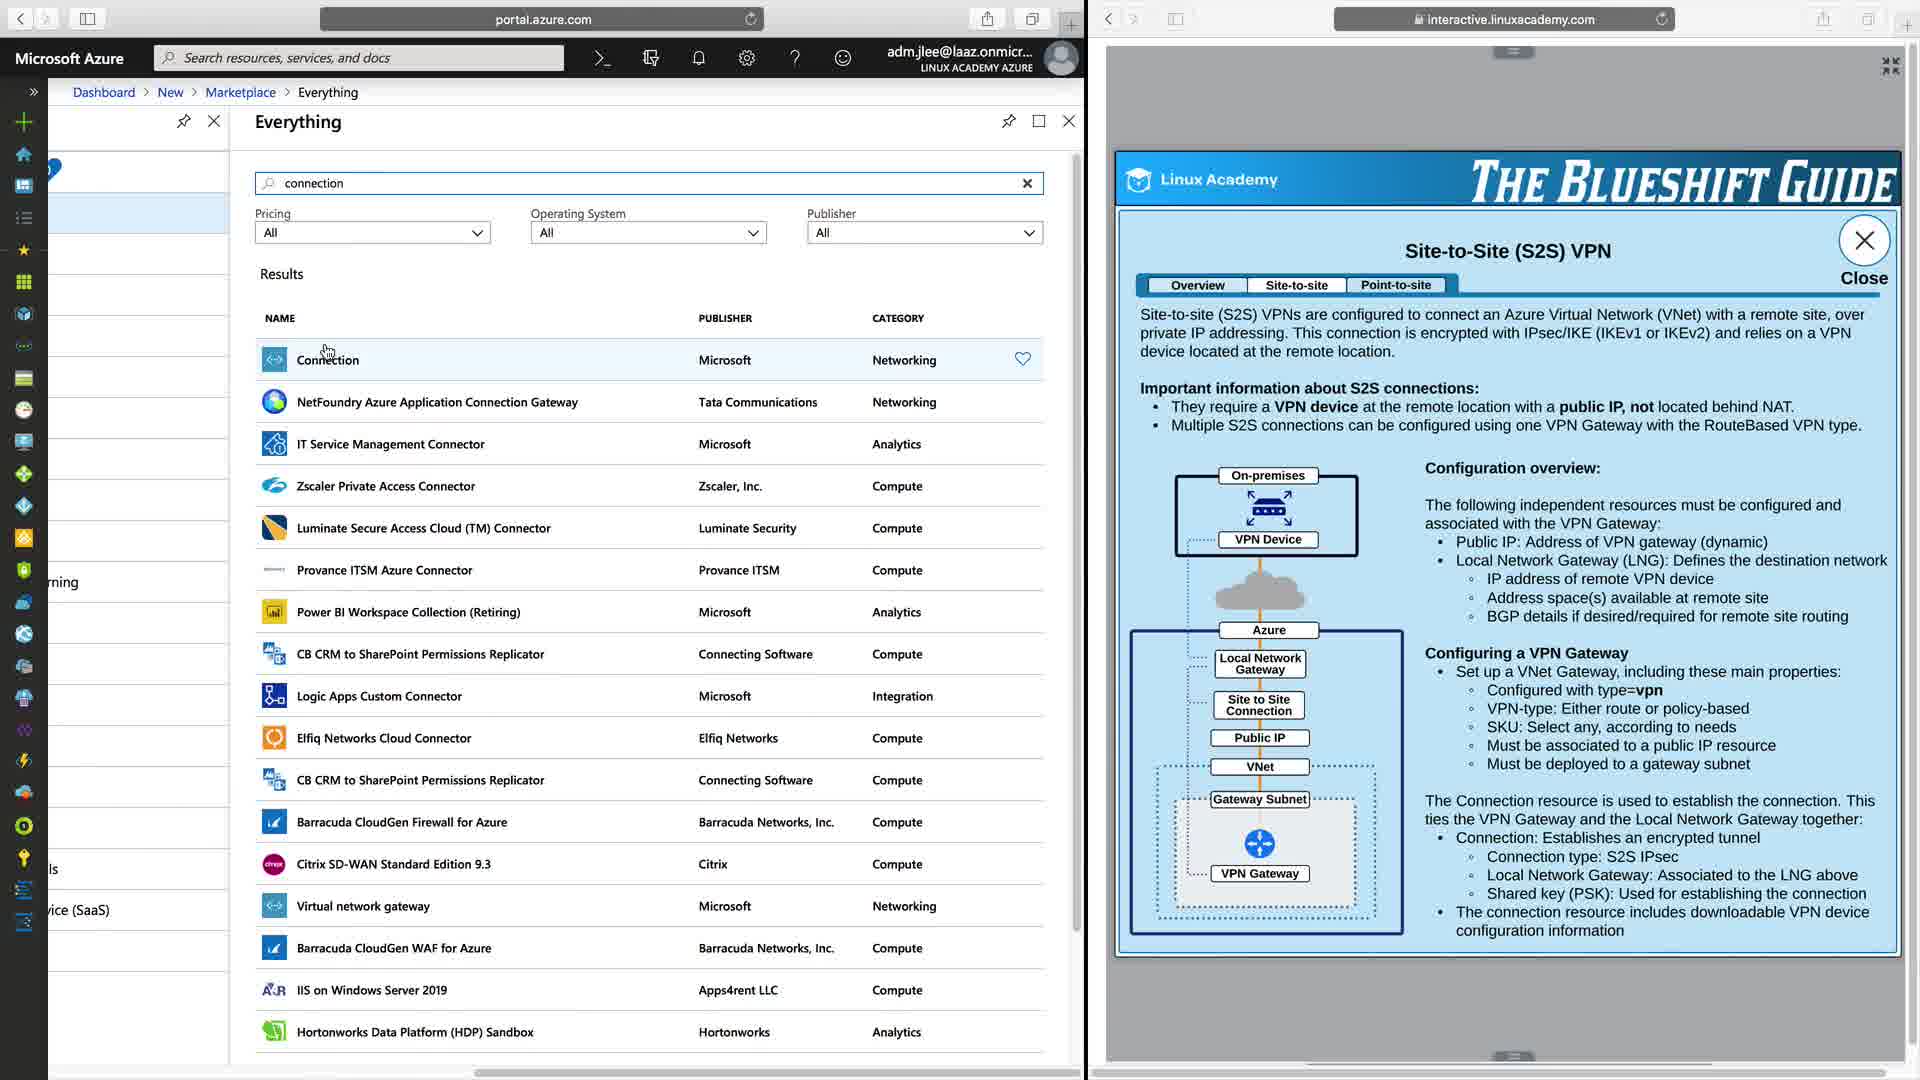 portal.azure.com
Microsoft Azure
Search resources, services, and docs
adm.jlee@laaz.onmicr...
LINUX ACADEMY AZURE
Dashboard > New > Marketplace > Everything
Everything
connection
Pricing
Operating System
Publisher
All
All
All
Results
NAME PUBLISHER CATEGORY
Connection Microsoft Networking
NetFoundry Azure Application Connection Gateway Tata Communications Networking
IT Service Management Connector Microsoft Analytics
Zscaler Private Access Connector Zscaler, Inc. Compute
Luminate Secure Access Cloud (TM) Connector Luminate Security Compute
Provance ITSM Azure Connector Provance ITSM Compute
Power BI Workspace Collection (Retiring) Microsoft Analytics
CB CRM to SharePoint Permissions Replicator Connecting Software Compute
Logic Apps Custom Connector Microsoft Integration
Elfiq Networks Cloud Connector Elfiq Networks Compute
CB CRM to SharePoint Permissions Replicator Connecting Software Compute
Barracuda CloudGen Firewall for Azure Barracuda Networks, Inc. Compute
Citrix SD-WAN Standard Edition 9.3 Citrix Compute
Virtual network gateway Microsoft Networking
Barracuda CloudGen WAF for Azure Barracuda Networks, Inc. Compute
IIS on Windows Server 2019 Apps4rent LLC Compute
Hortonworks Data Platform (HDP) Sandbox Hortonworks Analytics
rning
ls
vice (SaaS)
interactive.linuxacademy.com
Linux Academy
THE BLUESHIFT GUIDE
Site-to-Site (S2S) VPN
Close
Overview
Site-to-site
Point-to-site
Site-to-site (S2S) VPNs are configured to connect an Azure Virtual Network (VNet) with a remote site, over
private IP addressing. This connection is encrypted with IPsec/IKE (IKEv1 or IKEv2) and relies on a VPN
device located at the remote location.
Important information about S2S connections:
• They require a VPN device at the remote location with a public IP, not located behind NAT.
• Multiple S2S connections can be configured using one VPN Gateway with the RouteBased VPN type.
On-premises
VPN Device
Azure
Local Network
Gateway
Site to Site
Connection
Public IP
VNet
Gateway Subnet
VPN Gateway
Configuration overview:
The following independent resources must be configured and
associated with the VPN Gateway:
• Public IP: Address of VPN gateway (dynamic)
• Local Network Gateway (LNG): Defines the destination network
◦ IP address of remote VPN device
◦ Address space(s) available at remote site
◦ BGP details if desired/required for remote site routing
Configuring a VPN Gateway
• Set up a VNet Gateway, including these main properties:
◦ Configured with type=vpn
◦ VPN-type: Either route or policy-based
◦ SKU: Select any, according to needs
◦ Must be associated to a public IP resource
◦ Must be deployed to a gateway subnet
The Connection resource is used to establish the connection. This
ties the VPN Gateway and the Local Network Gateway together:
• Connection: Establishes an encrypted tunnel
◦ Connection type: S2S IPsec
◦ Local Network Gateway: Associated to the LNG above
◦ Shared key (PSK): Used for establishing the connection
• The connection resource includes downloadable VPN device
configuration information